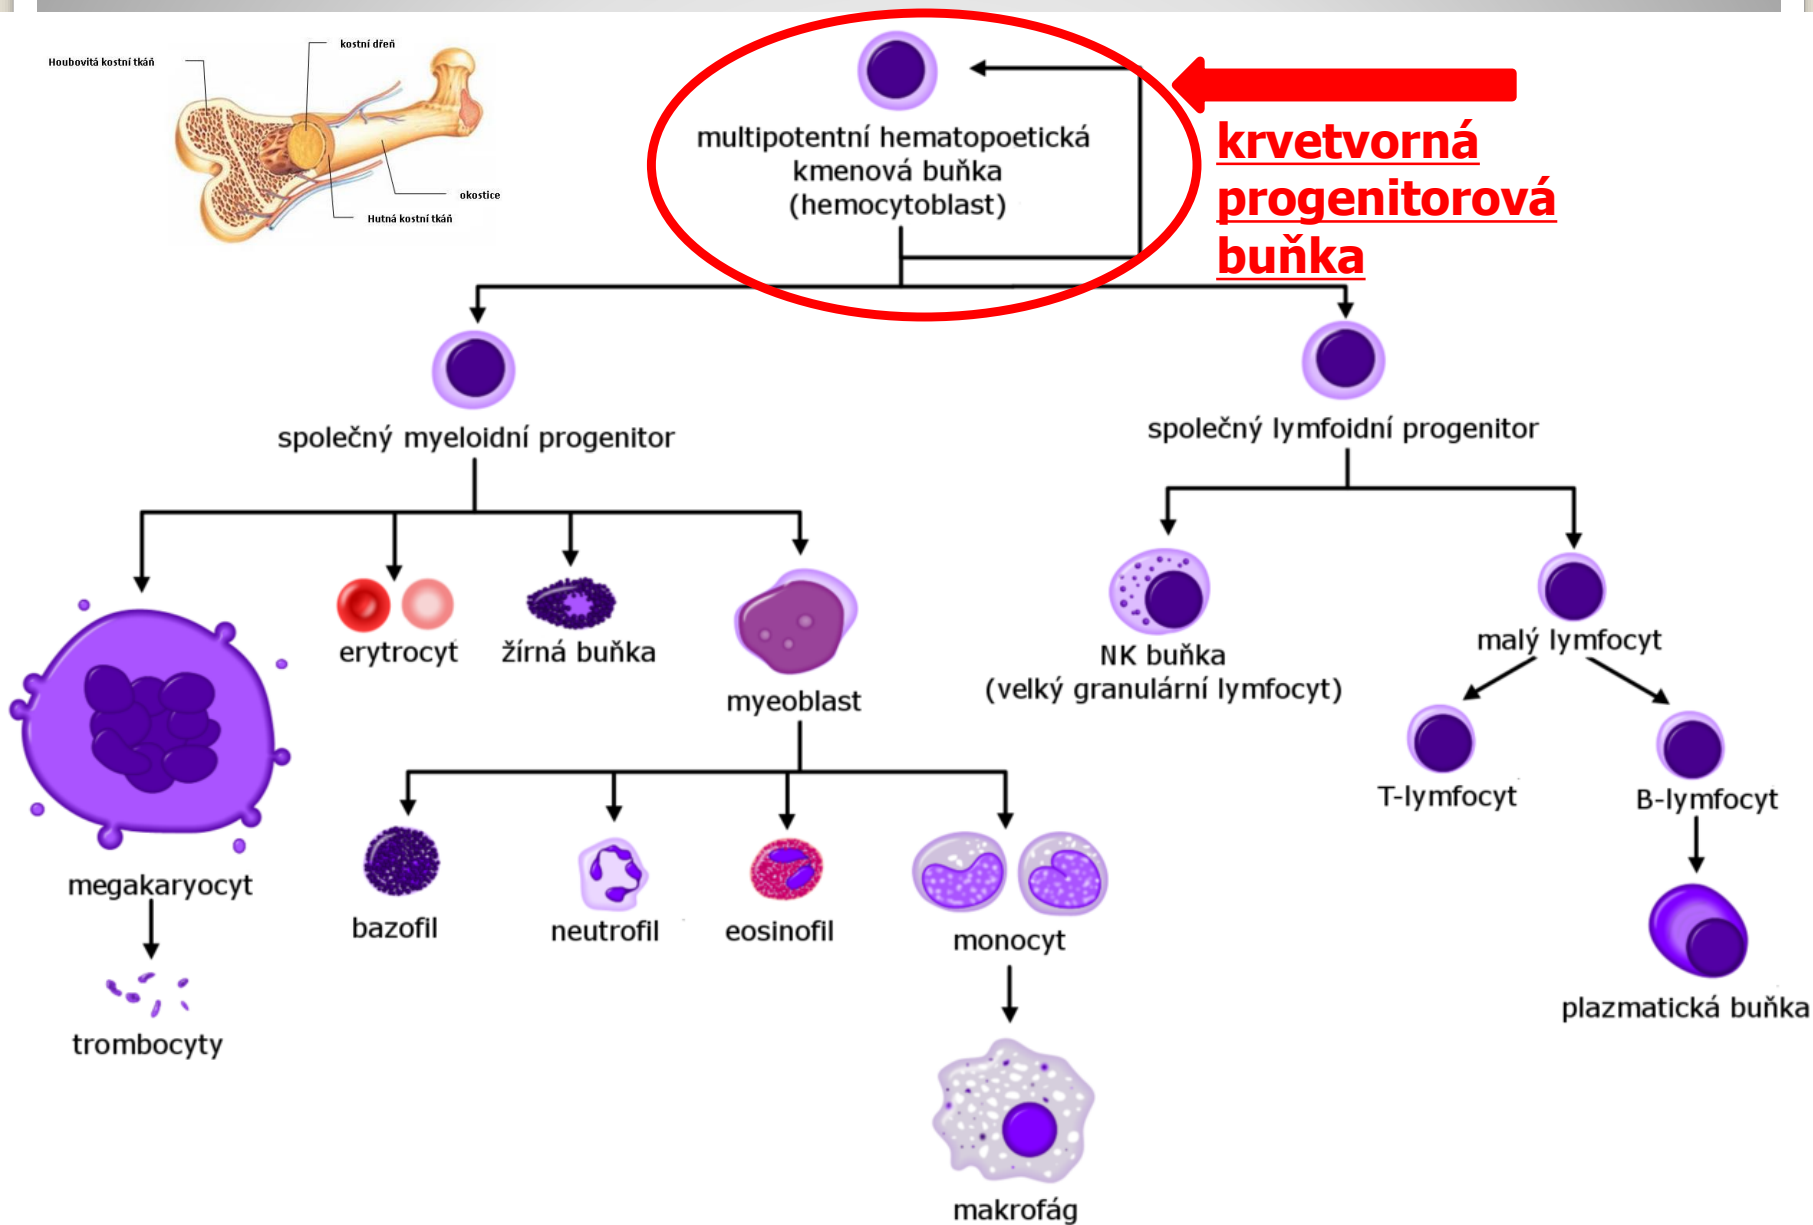 kostní dřeň
Houbovitá kostní tkáň
okostice
Hutná kostní tkáň
multipotentní hematopoetická
kmenová buňka
(hemocytoblast)
krvetvorná
progenitorová
buňka
společný myeloidní progenitor
společný lymfoidní progenitor
erytrocyt
žírná buňka
myeoblast
NK buňka
(velký granulární lymfocyt)
malý lymfocyt
T-lymfocyt
B-lymfocyt
megakaryocyt
bazofil
neutrofil
eosinofil
monocyt
plazmatická buňka
trombocyty
makrofág